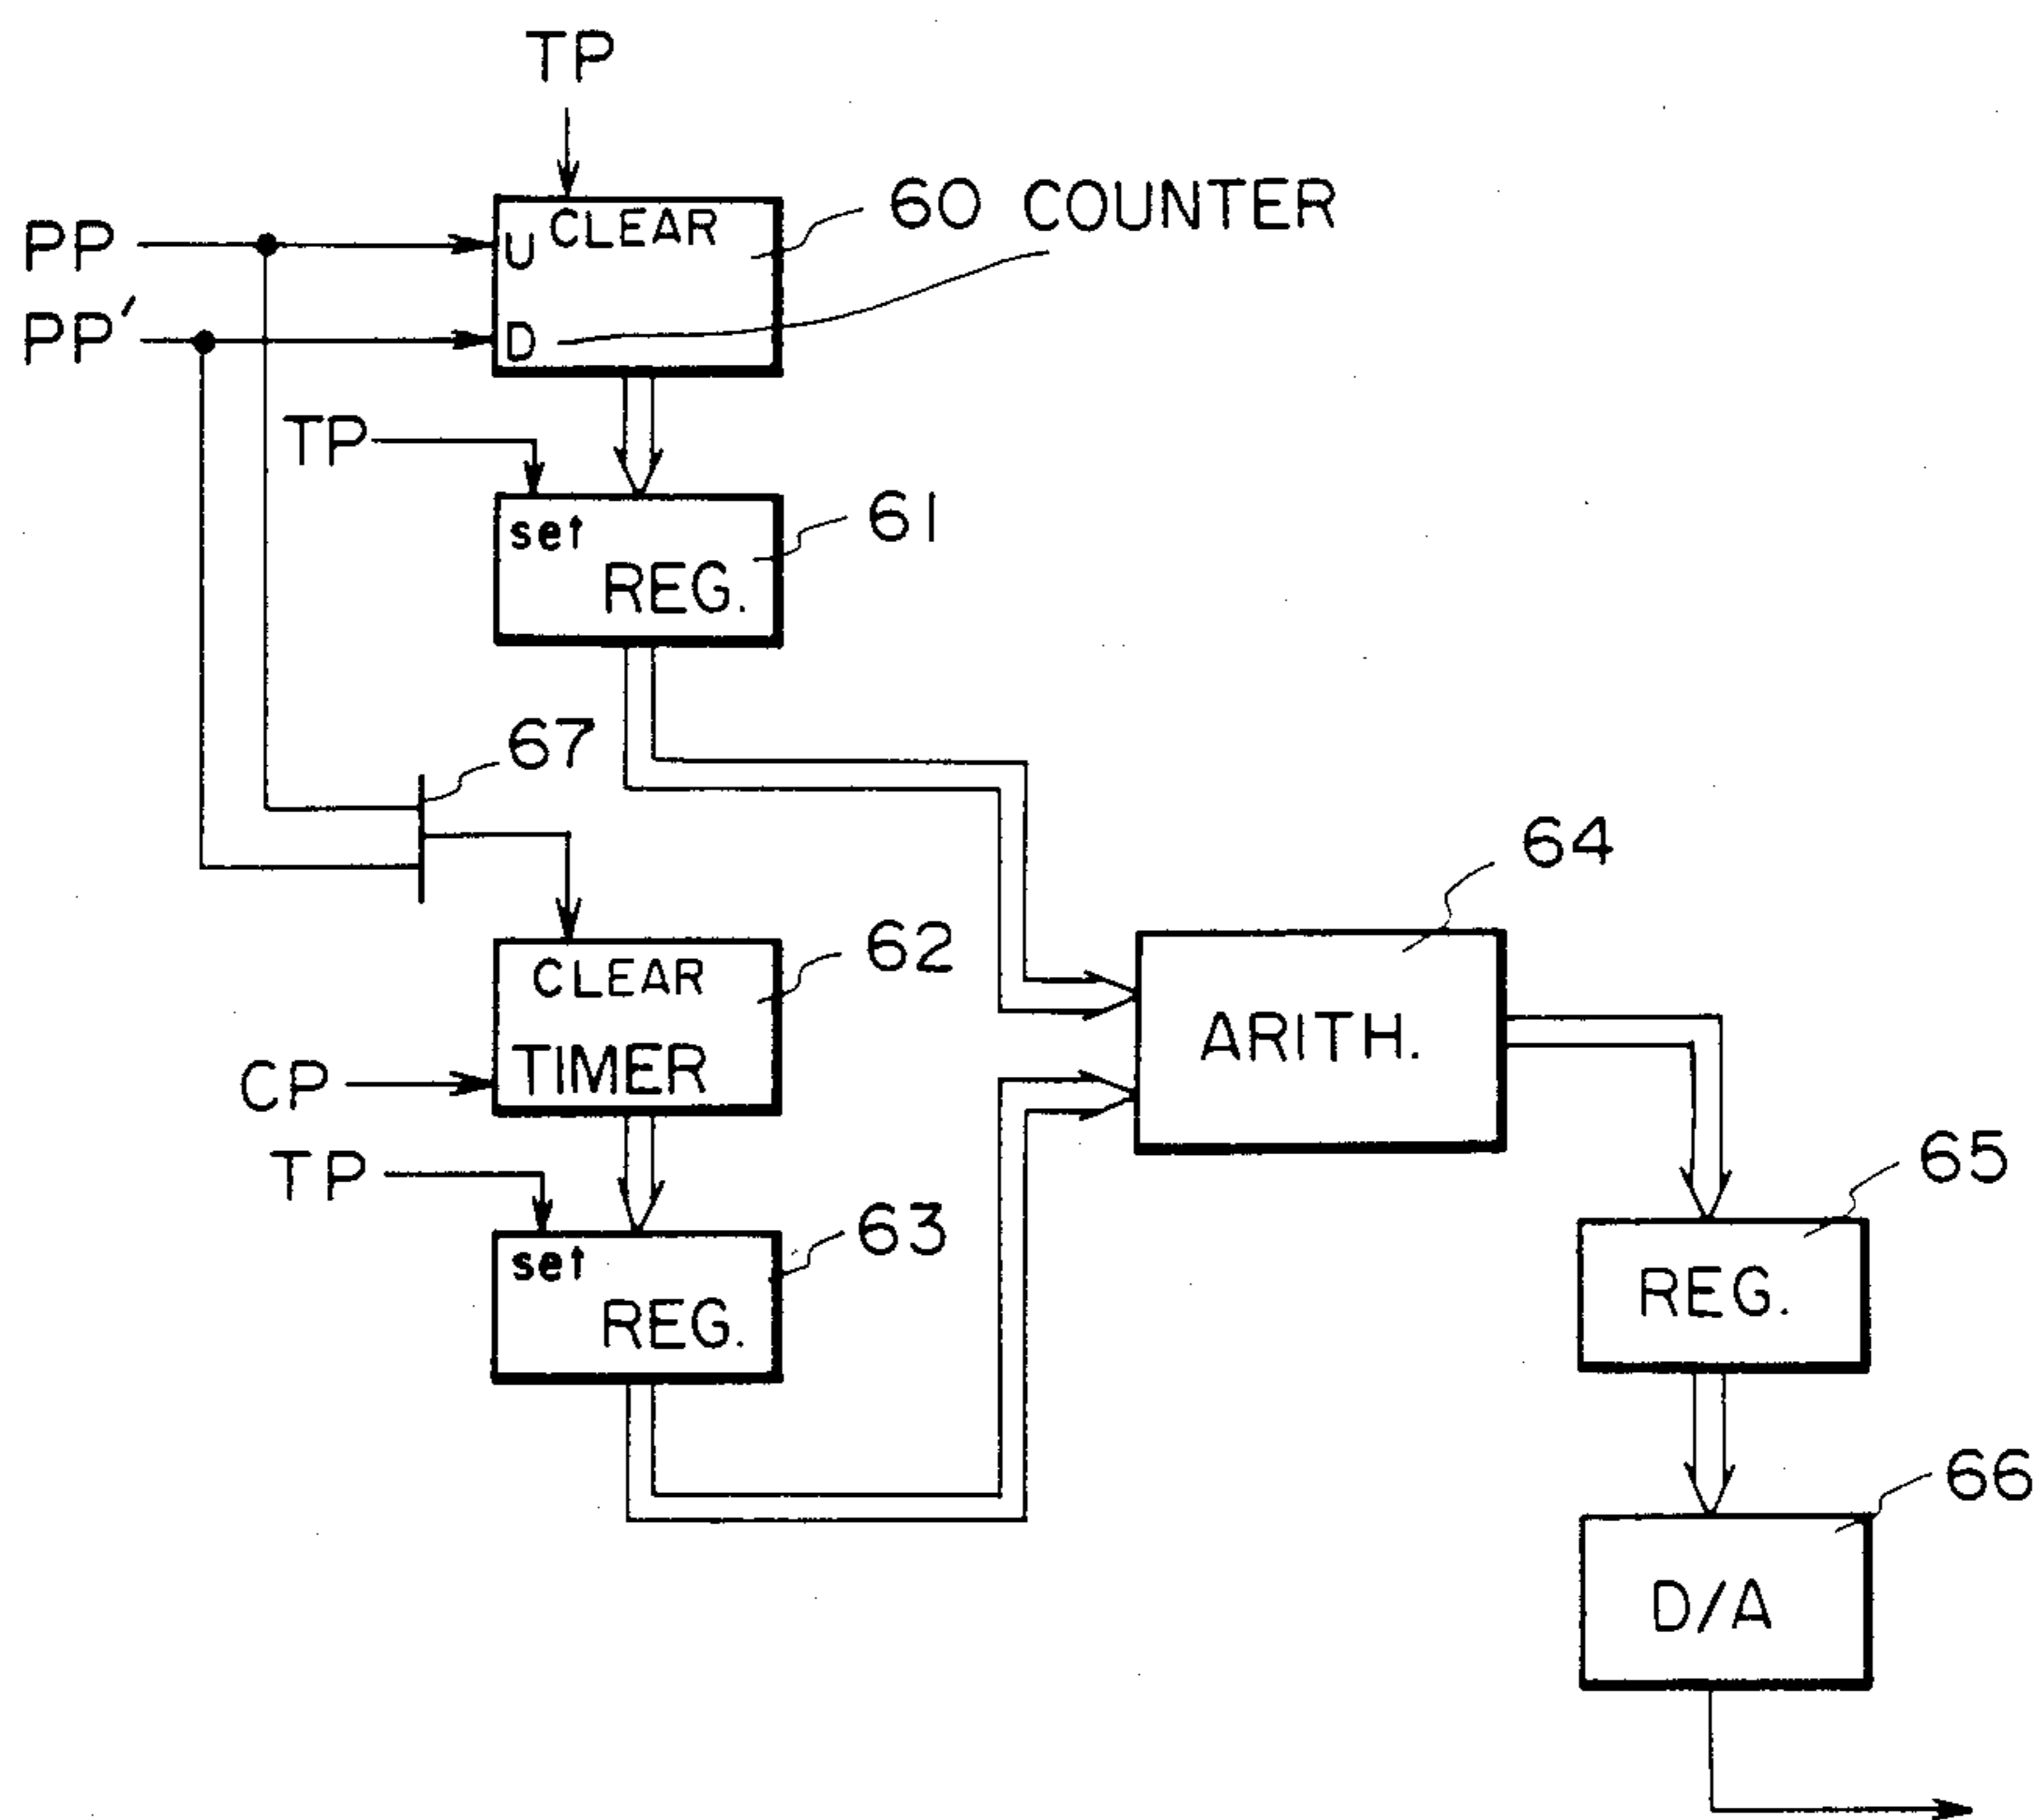 TP
60 COUNTER
CLEAR
PP
U
PP'
D
TP
61
set
REG.
67
64
62
CLEAR
ARITH.
CP
TIMER
TP
65
63
set
REG.
REG.
66
D/A